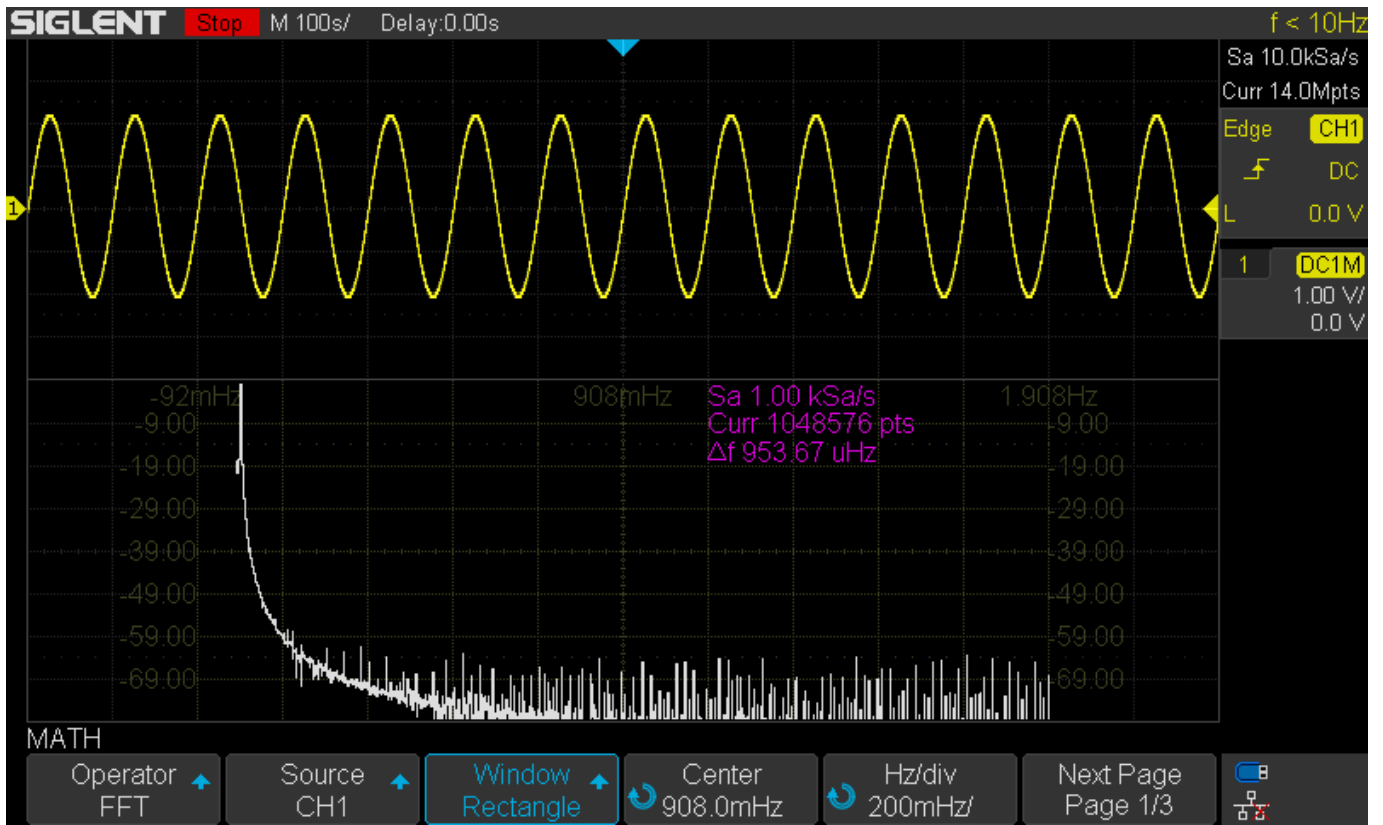 SIGLENT Stop M 100s/ Delay:0.00s f < 10Hz
Sa 10.0kSa/s
Curr 14.0Mpts
Edge CH1
DC
L 0.0 V
1
1 DC1M
1.00 V/
0.0 V
-92mHz 908mHz Sa 1.00 kSa/s 1.908Hz
-9.00 Curr 1048576 pts -9.00
Δf 953.67 uHz
-19.00 -19.00
-29.00 -29.00
-39.00 -39.00
-49.00 -49.00
-59.00 -59.00
-69.00 -69.00
MATH
Operator Source Window Center Hz/div Next Page
FFT CH1 Rectangle 908.0mHz 200mHz/ Page 1/3